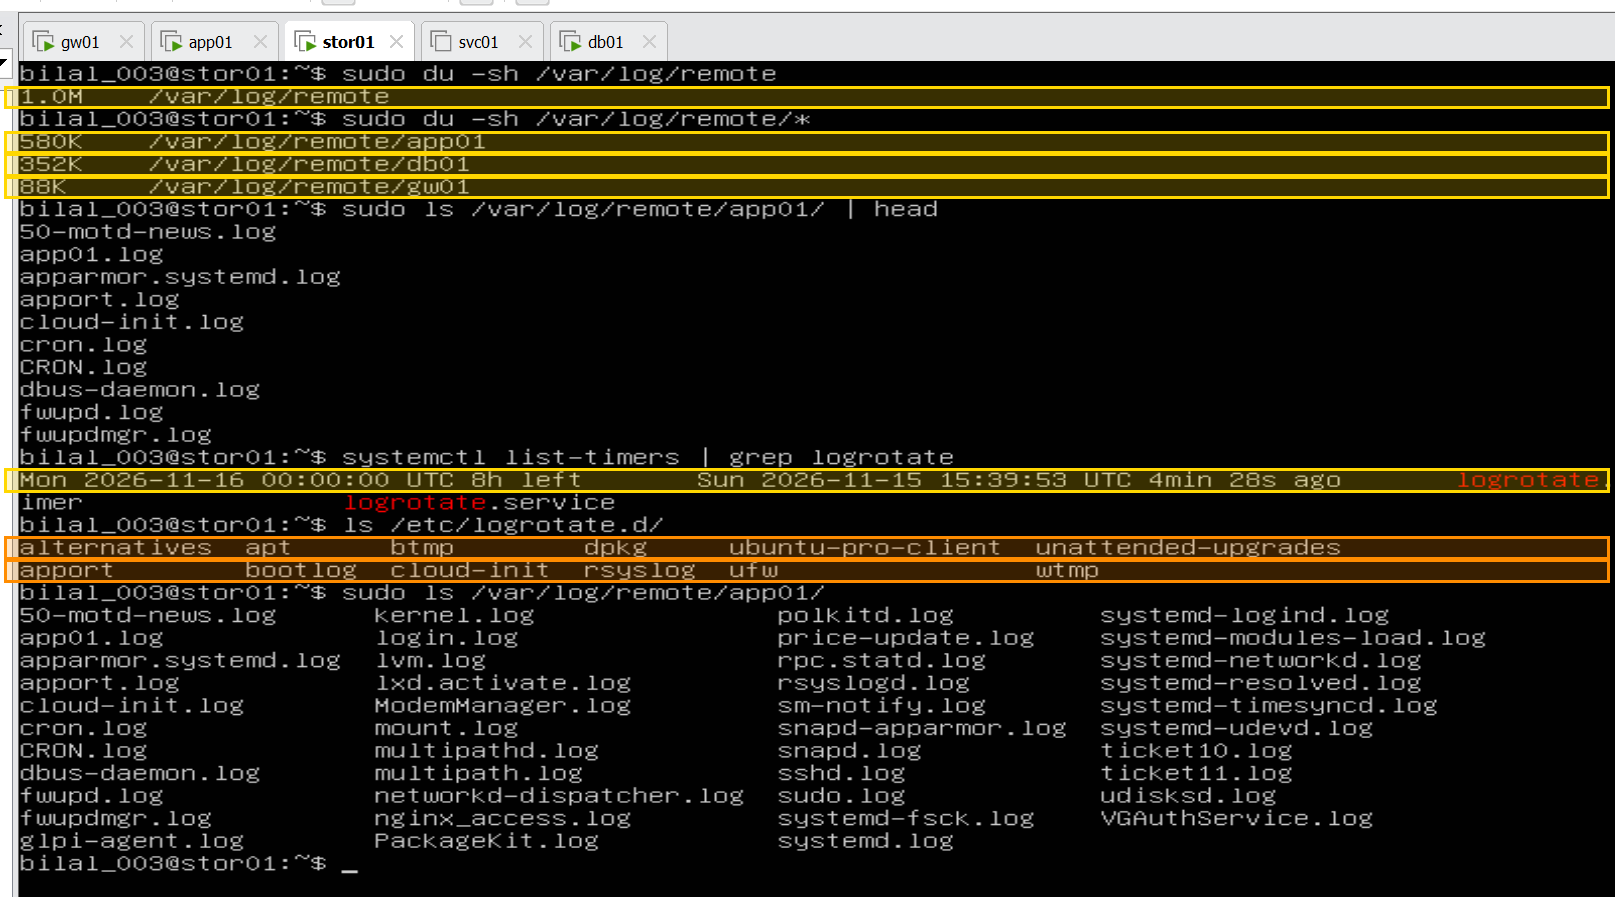 gw01 app01 stor01 svc01 db01
bilal_003@stor01:~$ sudo du -sh /var/log/remote
1.0M /var/log/remote
bilal_003@stor01:~$ sudo du -sh /var/log/remote/*
580K /var/log/remote/app01
352K /var/log/remote/db01
88K /var/log/remote/gw01
bilal_003@stor01:~$ sudo ls /var/log/remote/app01/ | head
50-motd-news.log
app01.log
apparmor.systemd.log
apport.log
cloud-init.log
cron.log
CRON.log
dbus-daemon.log
fwupd.log
fwupdmgr.log
bilal_003@stor01:~$ systemctl list-timers | grep logrotate
Mon 2026-11-16 00:00:00 UTC 8h left Sun 2026-11-15 15:39:53 UTC 4min 28s ago logrotate.
imer logrotate.service
bilal_003@stor01:~$ ls /etc/logrotate.d/
alternatives apt btmp dpkg ubuntu-pro-client unattended-upgrades
apport bootlog cloud-init rsyslog ufw wtmp
bilal_003@stor01:~$ sudo ls /var/log/remote/app01/
50-motd-news.log kernel.log polkitd.log systemd-logind.log
app01.log login.log price-update.log systemd-modules-load.log
apparmor.systemd.log lvm.log rpc.statd.log systemd-networkd.log
apport.log lxd.activate.log rsyslogd.log systemd-resolved.log
cloud-init.log ModemManager.log sm-notify.log systemd-timesyncd.log
cron.log mount.log snapd-apparmor.log systemd-udevd.log
CRON.log multipathd.log snapd.log ticket10.log
dbus-daemon.log multipath.log sshd.log ticket11.log
fwupd.log networkd-dispatcher.log sudo.log udisksd.log
fwupdmgr.log nginx_access.log systemd-fsck.log VGAuthService.log
glpi-agent.log PackageKit.log systemd.log
bilal_003@stor01:~$ _